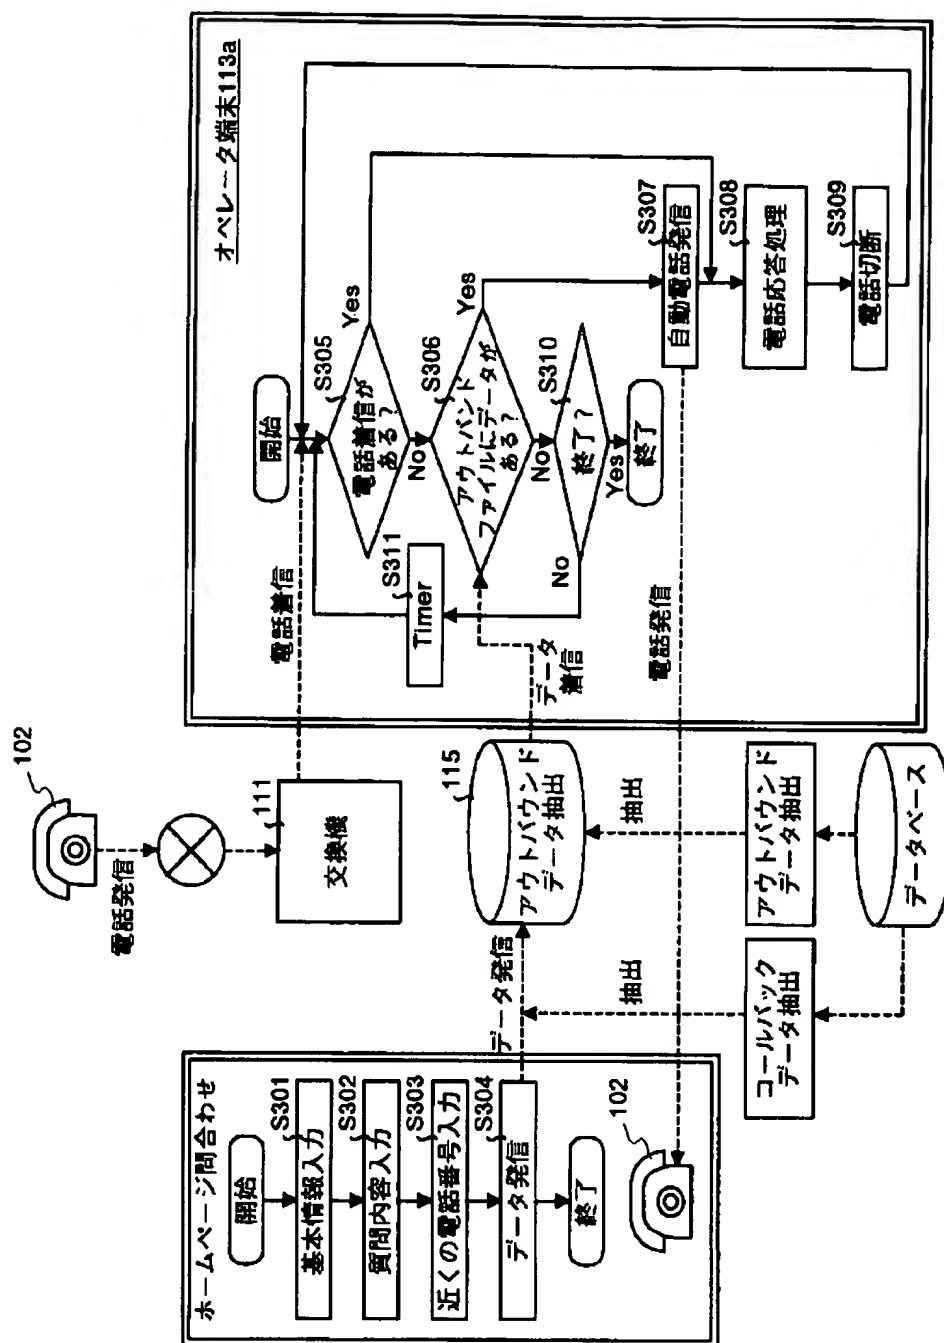 ホームページ問合わせ
開始
S301
基本情報入力
S302
質問内容入力
S303
近くの電話番号入力
S304
データ発信
終了
102
102
電話発信
111
交換機
データ発信
115
アウトバウンド
データ抽出
抽出
抽出
コールバック
データ抽出
アウトバウンド
データ抽出
データベース
オペレータ端末113a
電話着信
データ
着信
電話発信
開始
S305
電話着信が
ある?
Yes
No
S306
アウトバンド
ファイルにデータが
ある?
Yes
No
S310
終了?
No
Yes
終了
S311
Timer
S307
自動電話発信
S308
電話応答処理
S309
電話切断